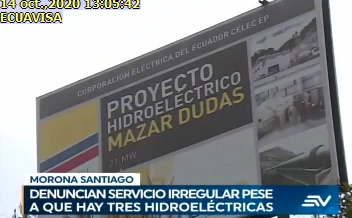 14 oct., 2020 13:05:42
ECUAVISA
CORPORACIÓN ELÉCTRICA DEL ECUADOR CELEC EP
PROYECTO
HIDROELÉCTRICO
MAZAR DUDAS
21 MW
MORONA SANTIAGO
DENUNCIAN SERVICIO IRREGULAR PESE
A QUE HAY TRES HIDROELÉCTRICAS